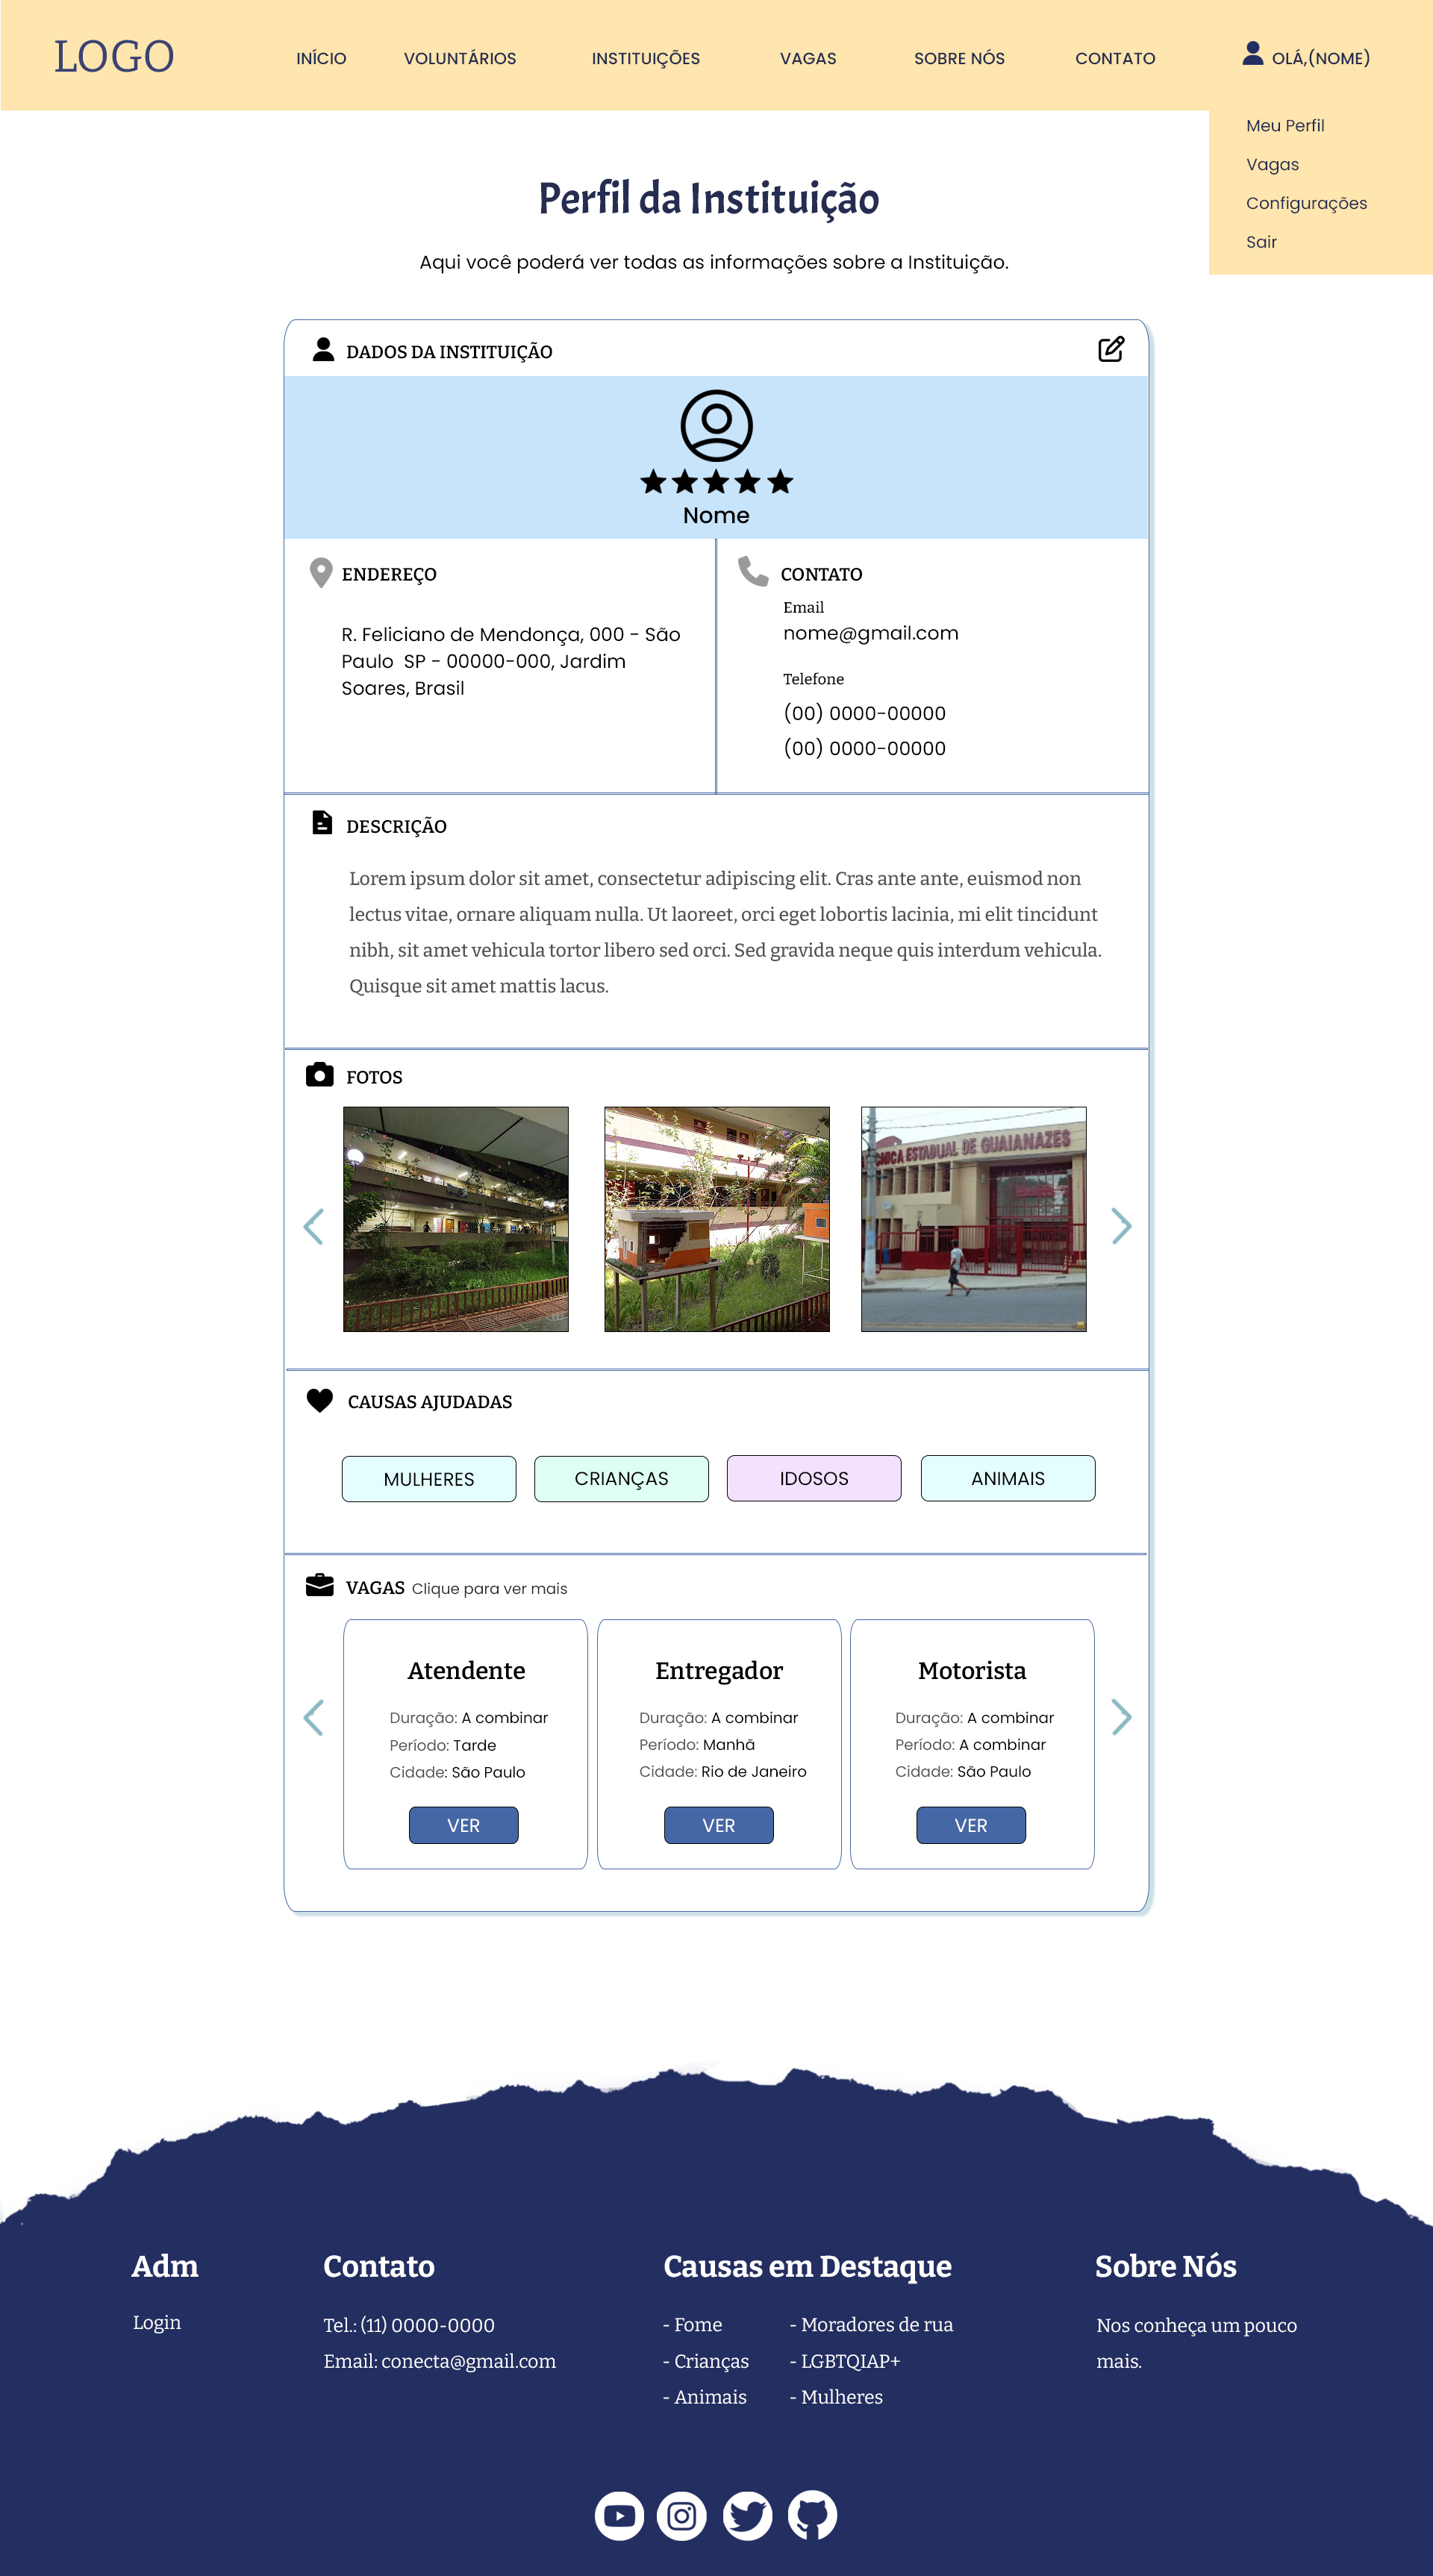 LOGO
INÍCIO
VOLUNTÁRIOS
INSTITUIÇÕES
VAGAS
SOBRE NÓS
CONTATO
OLÁ,(NOME)
Meu Perfil
Vagas
Configurações
Sair
Perfil da Instituição
Aqui você poderá ver todas as informações sobre a Instituição.
DADOS DA INSTITUIÇÃO
Nome
ENDEREÇO
R. Feliciano de Mendonça, 000 - São
Paulo SP - 00000-000, Jardim
Soares, Brasil
CONTATO
Email
nome@gmail.com
Telefone
(00) 0000-00000
(00) 0000-00000
DESCRIÇÃO
Lorem ipsum dolor sit amet, consectetur adipiscing elit. Cras ante ante, euismod non
lectus vitae, ornare aliquam nulla. Ut laoreet, orci eget lobortis lacinia, mi elit tincidunt
nibh, sit amet vehicula tortor libero sed orci. Sed gravida neque quis interdum vehicula.
Quisque sit amet mattis lacus.
FOTOS
ESTADUAL DE GUAIANAZES
CAUSAS AJUDADAS
MULHERES
CRIANÇAS
IDOSOS
ANIMAIS
VAGAS Clique para ver mais
Atendente
Duração: A combinar
Período: Tarde
Cidade: São Paulo
VER
Entregador
Duração: A combinar
Período: Manhã
Cidade: Rio de Janeiro
VER
Motorista
Duração: A combinar
Período: A combinar
Cidade: São Paulo
VER
Adm
Login
Contato
Tel.: (11) 0000-0000
Email: conecta@gmail.com
Causas em Destaque
- Fome
- Crianças
- Animais
- Moradores de rua
- LGBTQIAP+
- Mulheres
Sobre Nós
Nos conheça um pouco
mais.